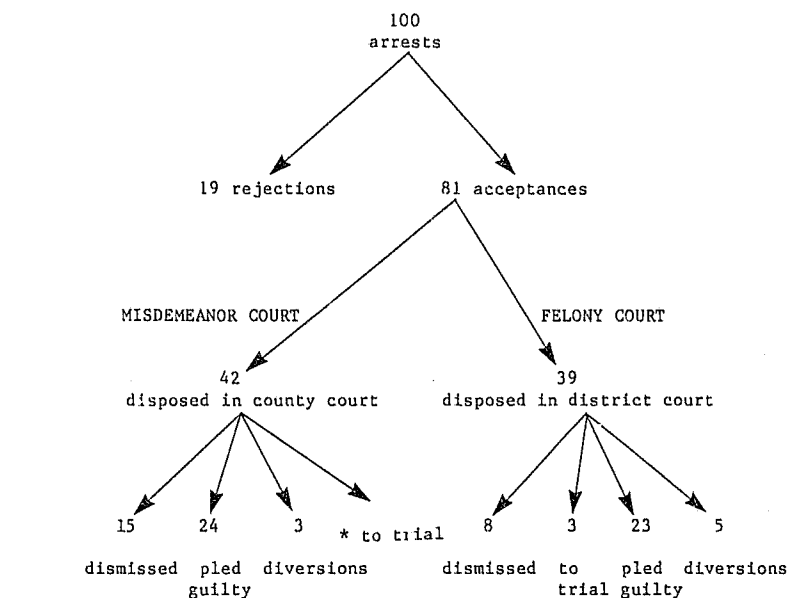 100
arrests
19 rejections 81 acceptances
MISDEMEANOR COURT FELONY COURT
42 39
disposed in county court disposed in district court
15 24 3 * to trial 8 3 23 5
dismissed pled diversions dismissed to pled diversions
guilty trial guilty